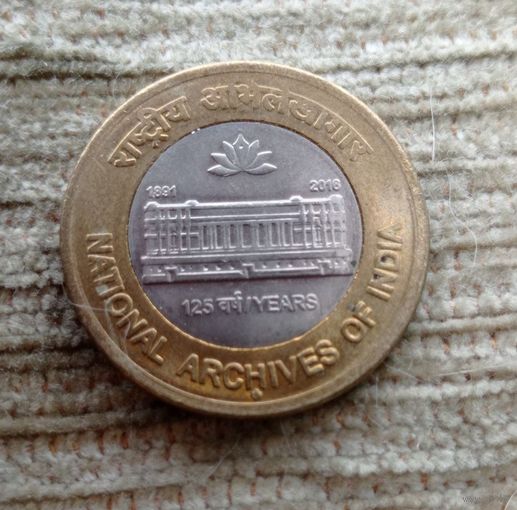 राष्ट्रीय अभिलेखागार
1891 2016
125 वर्ष/YEARS
NATIONAL ARCHIVES OF INDIA